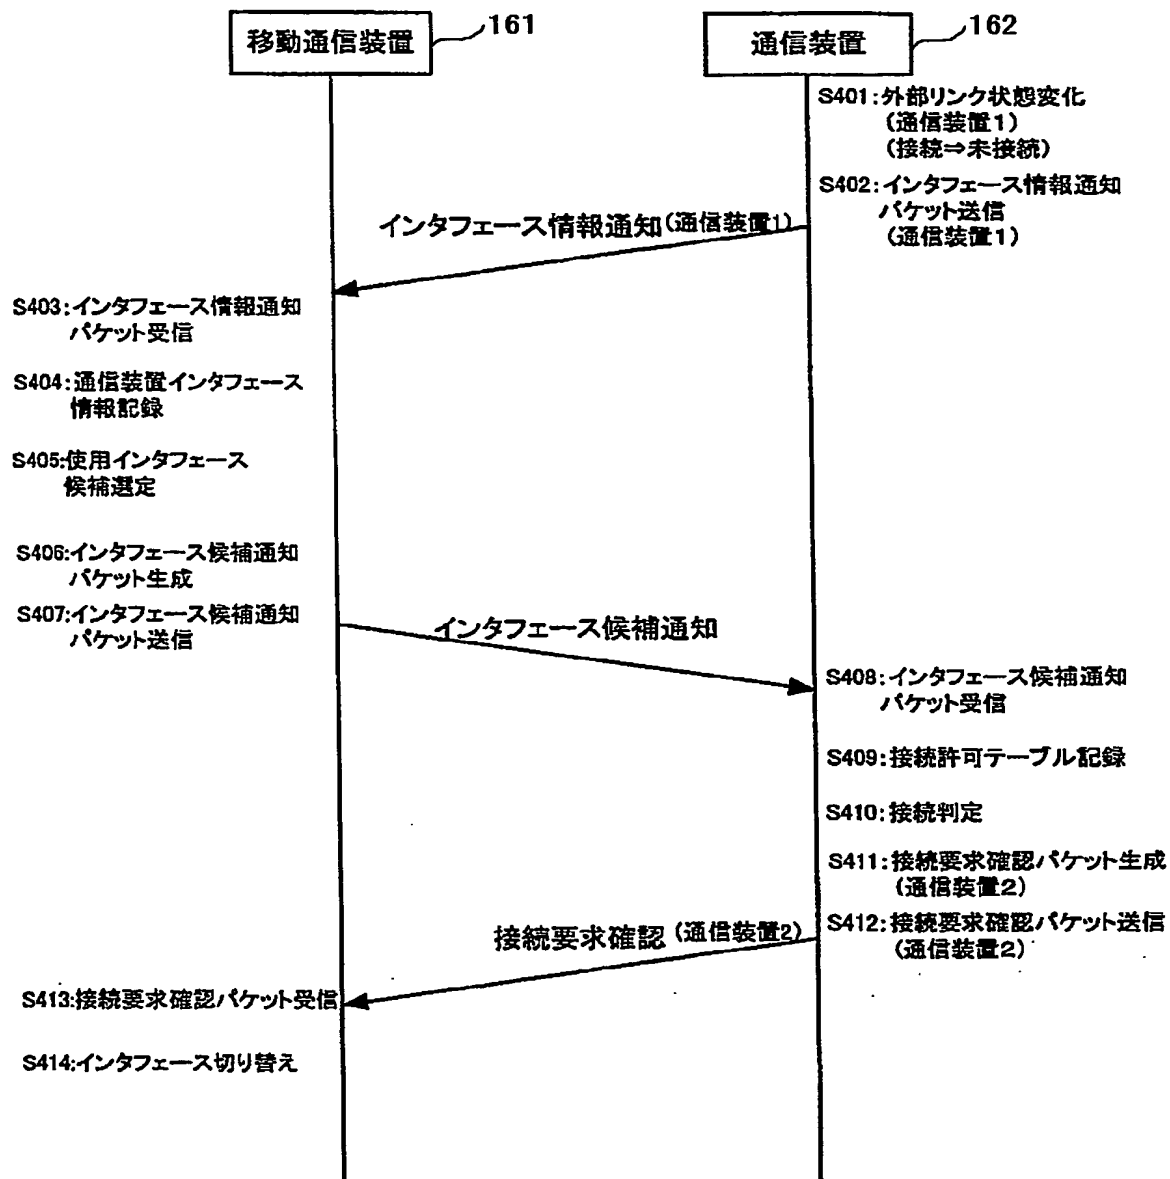 移動通信装置
161
通信装置
162
S401:外部リンク状態変化
(通信装置1)
(接続⇒未接続)
S402:インタフェース情報通知
パケット送信
(通信装置1)
インタフェース情報通知(通信装置1)
S403:インタフェース情報通知
パケット受信
S404:通信装置インタフェース
情報記録
S405:使用インタフェース
候補選定
S406:インタフェース候補通知
パケット生成
S407:インタフェース候補通知
パケット送信
インタフェース候補通知
S408:インタフェース候補通知
パケット受信
S409:接続許可テーブル記録
S410:接続判定
S411:接続要求確認パケット生成
(通信装置2)
S412:接続要求確認パケット送信
(通信装置2)
接続要求確認(通信装置2)
S413:接続要求確認パケット受信
S414:インタフェース切り替え